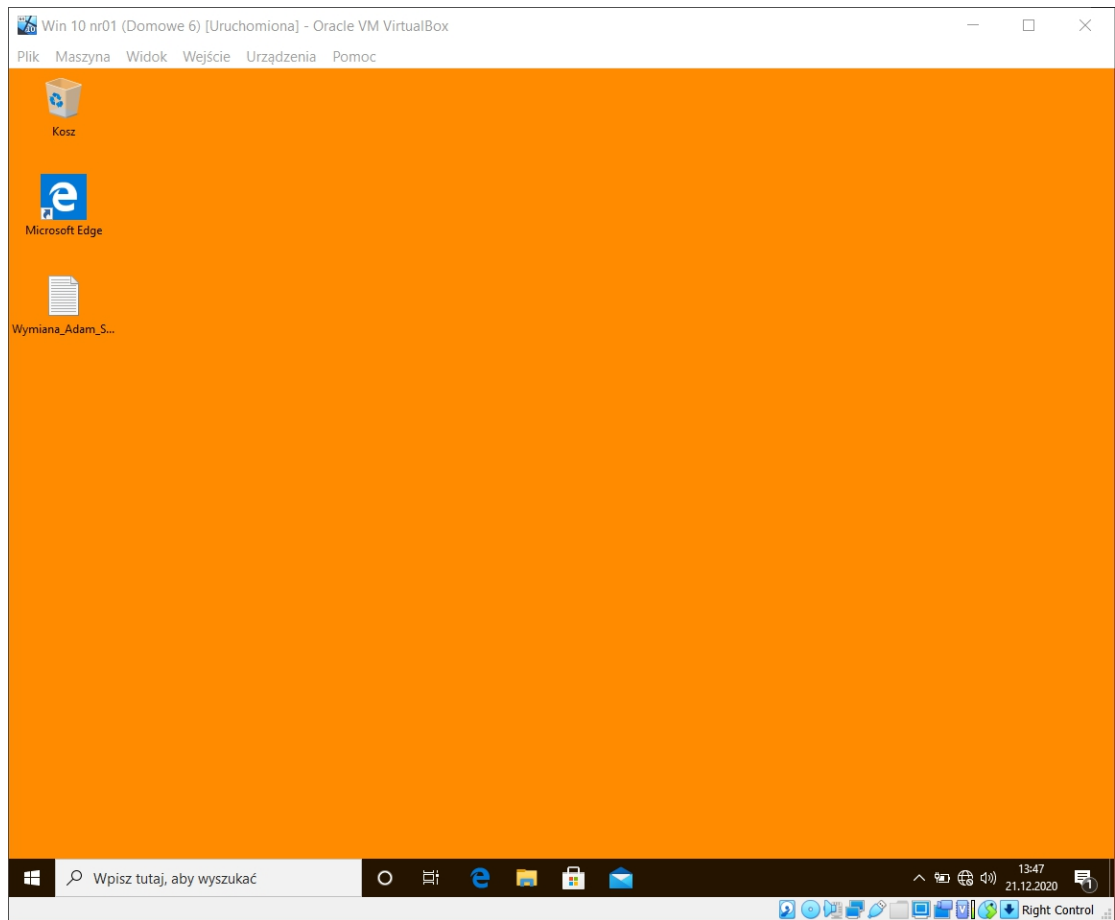 Win 10 nr01 (Domowe 6) [Uruchomiona] - Oracle VM VirtualBox
Plik Maszyna Widok Wejście Urządzenia Pomoc
Kosz
Microsoft Edge
Wymiana_Adam_S...
Wpisz tutaj, aby wyszukać
13:47
21.12.2020
1
Right Control